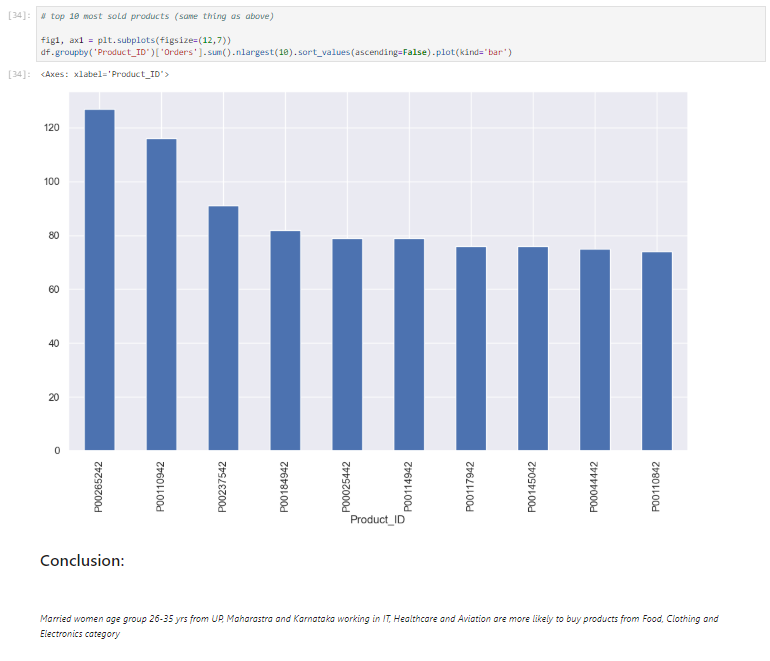 [34]: # top 10 most sold products (same thing as above)
fig1, ax1 = plt.subplots(figsize=(12,7))
df.groupby('Product_ID')['Orders'].sum().nlargest(10).sort_values(ascending=False).plot(kind='bar')
[34]: <Axes: xlabel='Product_ID'>
120
100
80
60
40
20
0
P00265242
P00110942
P00237542
P00184942
P00025442
P00114942
P00117942
P00145042
P00044442
P00110842
Product_ID
Conclusion:
Married women age group 26-35 yrs from UP, Maharastra and Karnataka working in IT, Healthcare and Aviation are more likely to buy products from Food, Clothing and
Electronics category